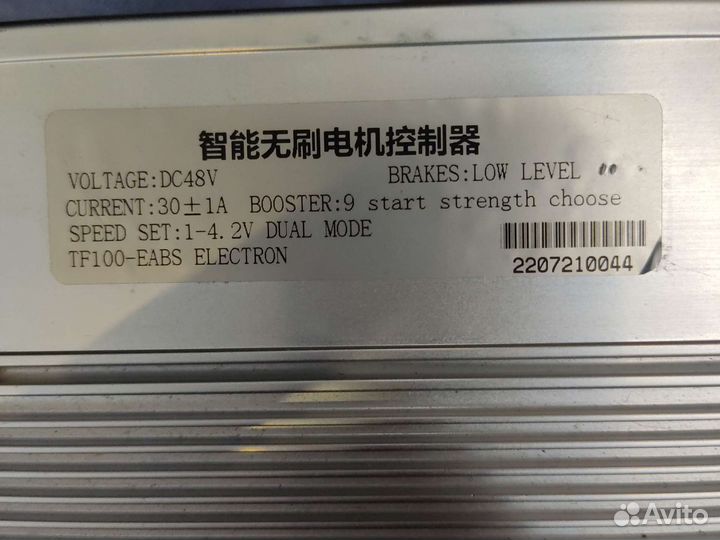 智能无刷电机控制器
VOLTAGE:DC48V BRAKES:LOW LEVEL
CURRENT:30±1A BOOSTER:9 start strength choose
SPEED SET:1-4.2V DUAL MODE
TF100-EABS ELECTRON
2207210044
Avito